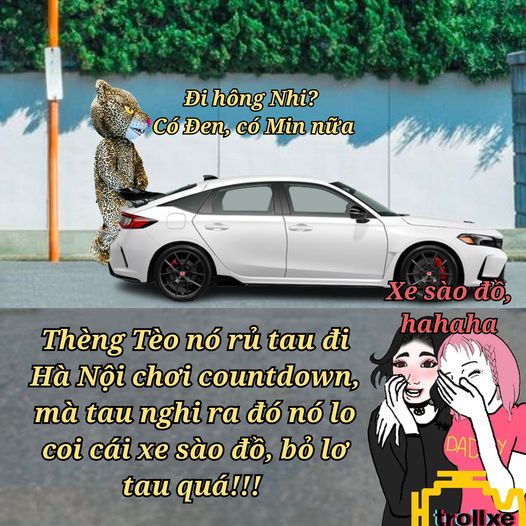 Đi hông Nhi?
Có Đen, có Min nữa
Xe sào đồ,
hahaha
Thèng Tèo nó rủ tau đi
Hà Nội chơi countdown,
mà tau nghi ra đó nó lo
coi cái xe sào đồ, bỏ lơ
tau quá!!!
DADDY
trollxe